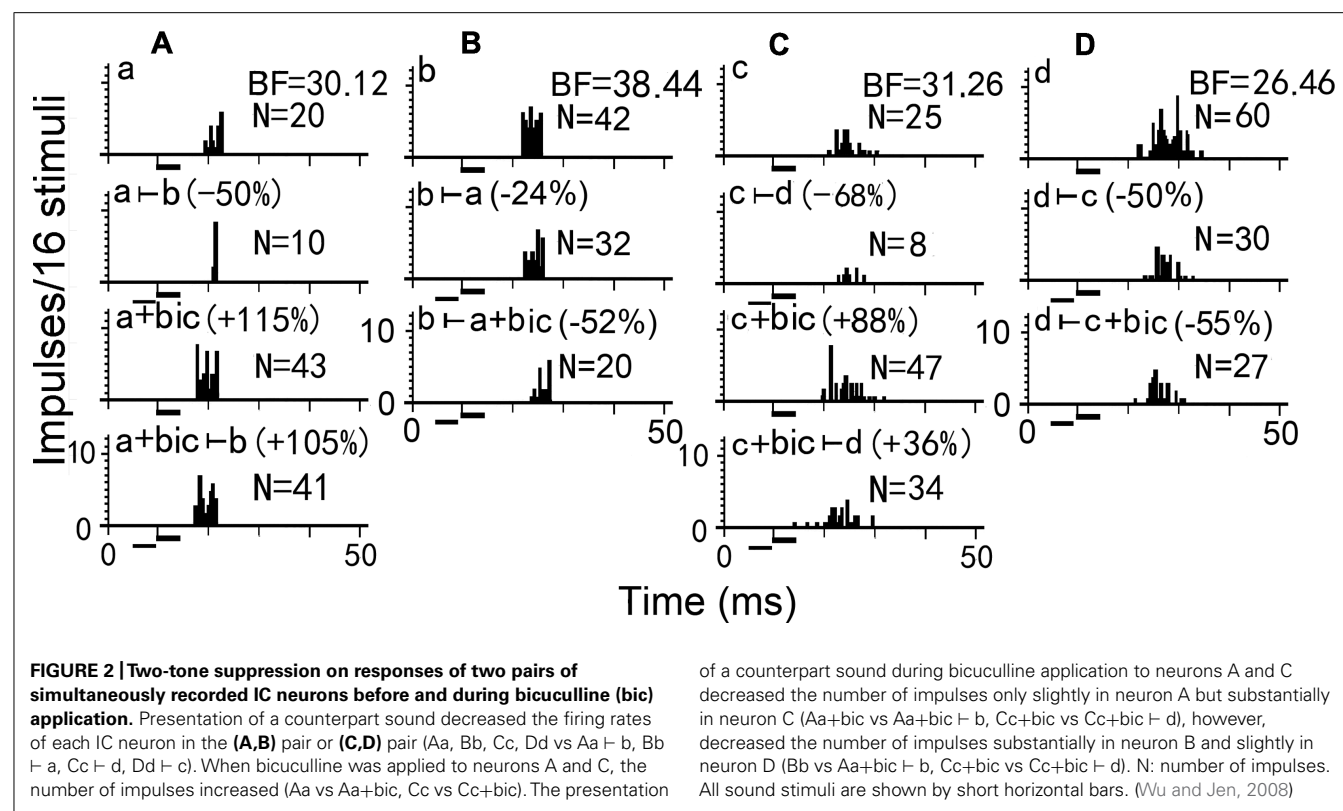 A
B
C
D
Impulses/16 stimuli
a
BF=30.12
N=20
a⊢b (−50%)
N=10
a+bic (+115%)
N=43
a+bic⊢b (+105%)
N=41
10
0
0
50
b
BF=38.44
N=42
b⊢a (-24%)
N=32
b⊢a+bic (-52%)
N=20
10
0
0
50
c
BF=31.26
N=25
c⊢d (−68%)
N=8
c+bic (+88%)
N=47
c+bic⊢d (+36%)
N=34
10
0
0
50
d
BF=26.46
N=60
d⊢c (-50%)
N=30
d⊢c+bic (-55%)
N=27
10
0
0
50
Time (ms)
FIGURE 2 | Two-tone suppression on responses of two pairs of
simultaneously recorded IC neurons before and during bicuculline (bic)
application. Presentation of a counterpart sound decreased the firing rates
of each IC neuron in the (A,B) pair or (C,D) pair (Aa, Bb, Cc, Dd vs Aa ⊢ b, Bb
⊢ a, Cc ⊢ d, Dd ⊢ c). When bicuculline was applied to neurons A and C, the
number of impulses increased (Aa vs Aa+bic, Cc vs Cc+bic). The presentation
of a counterpart sound during bicuculline application to neurons A and C
decreased the number of impulses only slightly in neuron A but substantially
in neuron C (Aa+bic vs Aa+bic ⊢ b, Cc+bic vs Cc+bic ⊢ d), however,
decreased the number of impulses substantially in neuron B and slightly in
neuron D (Bb vs Aa+bic ⊢ b, Cc+bic vs Cc+bic ⊢ d). N: number of impulses.
All sound stimuli are shown by short horizontal bars. (Wu and Jen, 2008)